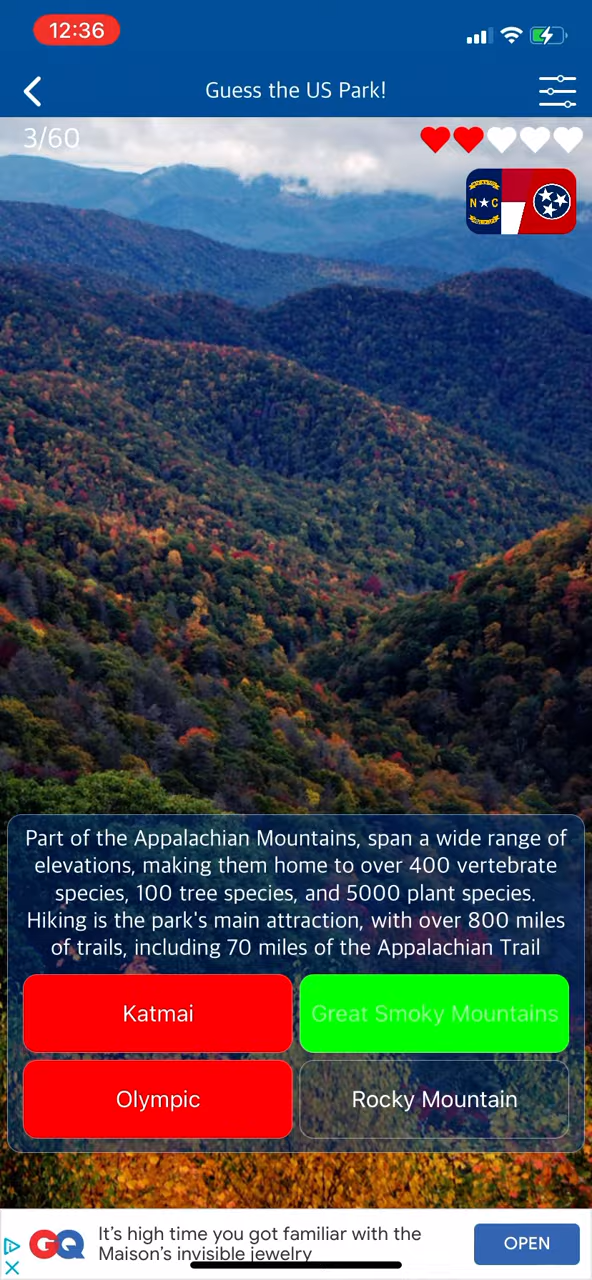 12:36
Guess the US Park!
3/60
N ★ C
Part of the Appalachian Mountains, span a wide range of
elevations, making them home to over 400 vertebrate
species, 100 tree species, and 5000 plant species.
Hiking is the park's main attraction, with over 800 miles
of trails, including 70 miles of the Appalachian Trail
Katmai
Great Smoky Mountains
Olympic
Rocky Mountain
GQ
It's high time you got familiar with the
Maison's invisible jewelry
OPEN